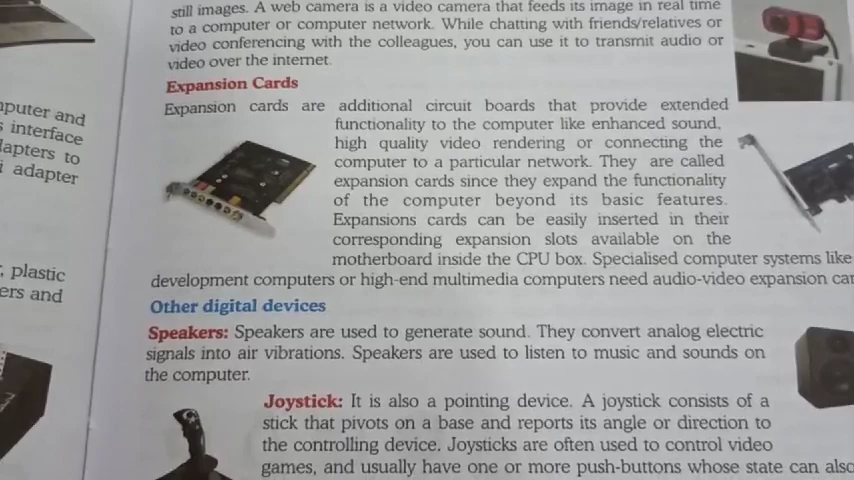 still images. A web camera is a video camera that feeds its image in real time
to a computer or computer network. While chatting with friends/relatives or
video conferencing with the colleagues, you can use it to transmit audio or
video over the internet.
Expansion Cards
Expansion cards are additional circuit boards that provide extended
functionality to the computer like enhanced sound,
high quality video rendering or connecting the
computer to a particular network. They are called
expansion cards since they expand the functionality
of the computer beyond its basic features.
Expansions cards can be easily inserted in their
corresponding expansion slots available on the
motherboard inside the CPU box. Specialised computer systems like
development computers or high-end multimedia computers need audio-video expansion car
Other digital devices
Speakers: Speakers are used to generate sound. They convert analog electric
signals into air vibrations. Speakers are used to listen to music and sounds on
the computer.
Joystick: It is also a pointing device. A joystick consists of a
stick that pivots on a base and reports its angle or direction to
the controlling device. Joysticks are often used to control video
games, and usually have one or more push-buttons whose state can also
mputer and
interface
lapters to
adapter
, plastic
ers and